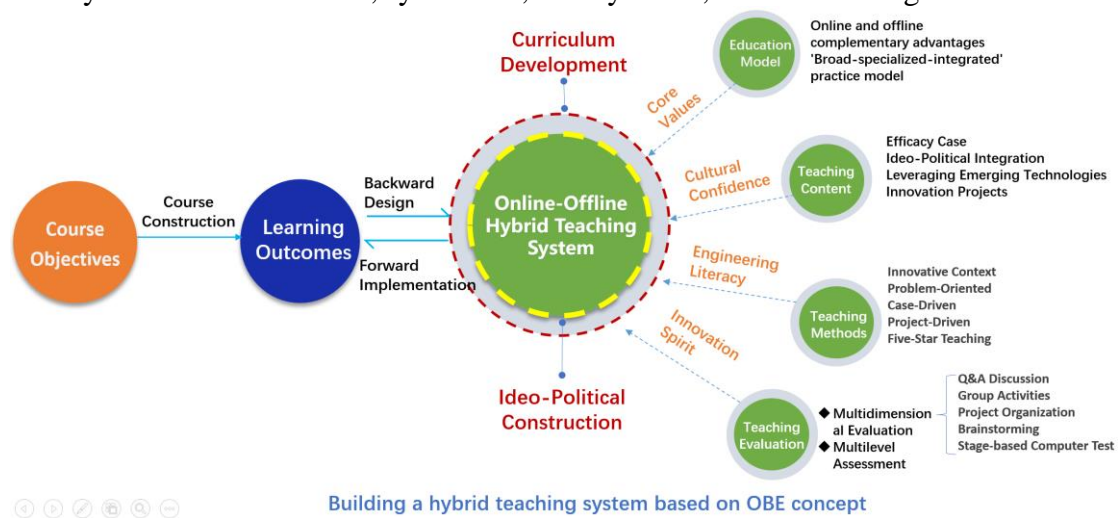 Curriculum
Development
Education
Model
Online and offline
complementary advantages
'Broad-specialized-integrated'
practice model
Core
Values
Efficacy Case
Ideo-Political Integration
Leveraging Emerging Technologies
Innovation Projects
Teaching
Content
Cultural
Confidence
Course
Objectives
Course
Construction
Learning
Outcomes
Backward
Design
Forward
Implementation
Online-Offline
Hybrid Teaching
System
Engineering
Literacy
Teaching
Methods
Innovative Context
Problem-Oriented
Case-Driven
Project-Driven
Five-Star Teaching
Innovation
Spirit
Ideo-Political
Construction
Teaching
Evaluation
◆ Multidimension
al Evaluation
◆ Multilevel
Assessment
Q&A Discussion
Group Activities
Project Organization
Brainstorming
Stage-based Computer Test
Building a hybrid teaching system based on OBE concept